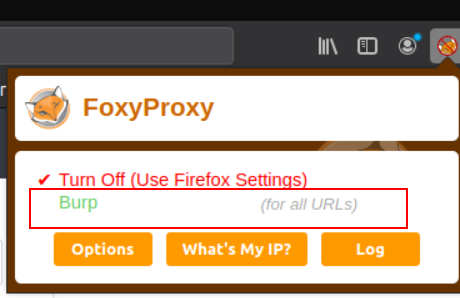 FoxyProxy
✔ Turn Off (Use Firefox Settings)
Burp (for all URLs)
Options What's My IP? Log